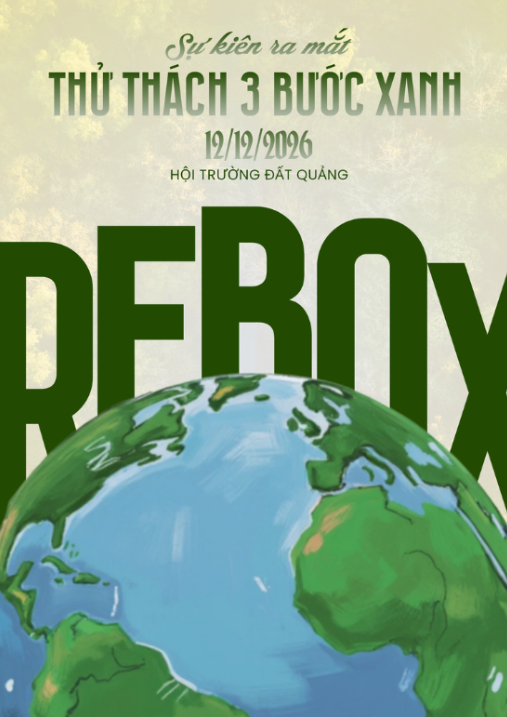 Sự kiện ra mắt
THỬ THÁCH 3 BƯỚC XANH
12/12/2026
HỘI TRƯỜNG ĐẤT QUẢNG
REBOX